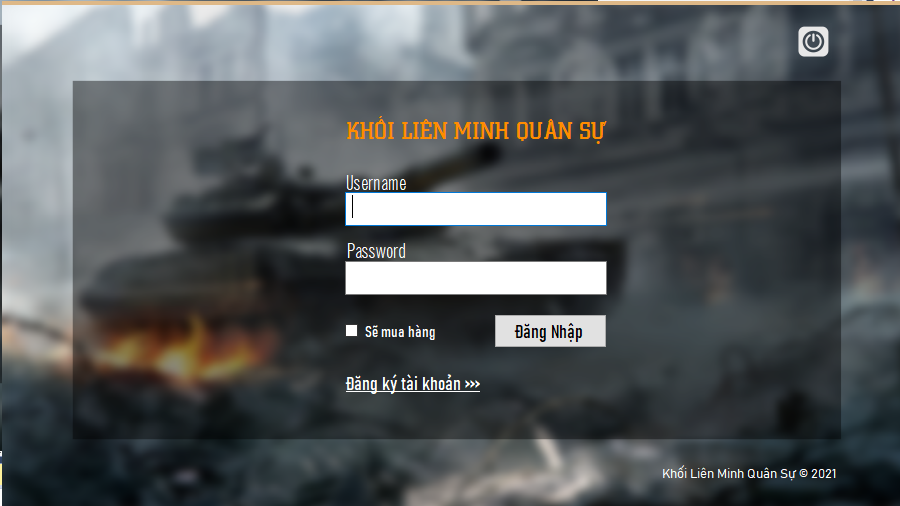 KHỐI LIÊN MINH QUÂN SỰ
Username
Password
Sẽ mua hàng
Đăng Nhập
Đăng ký tài khoản >>>
Khối Liên Minh Quân Sự © 2021